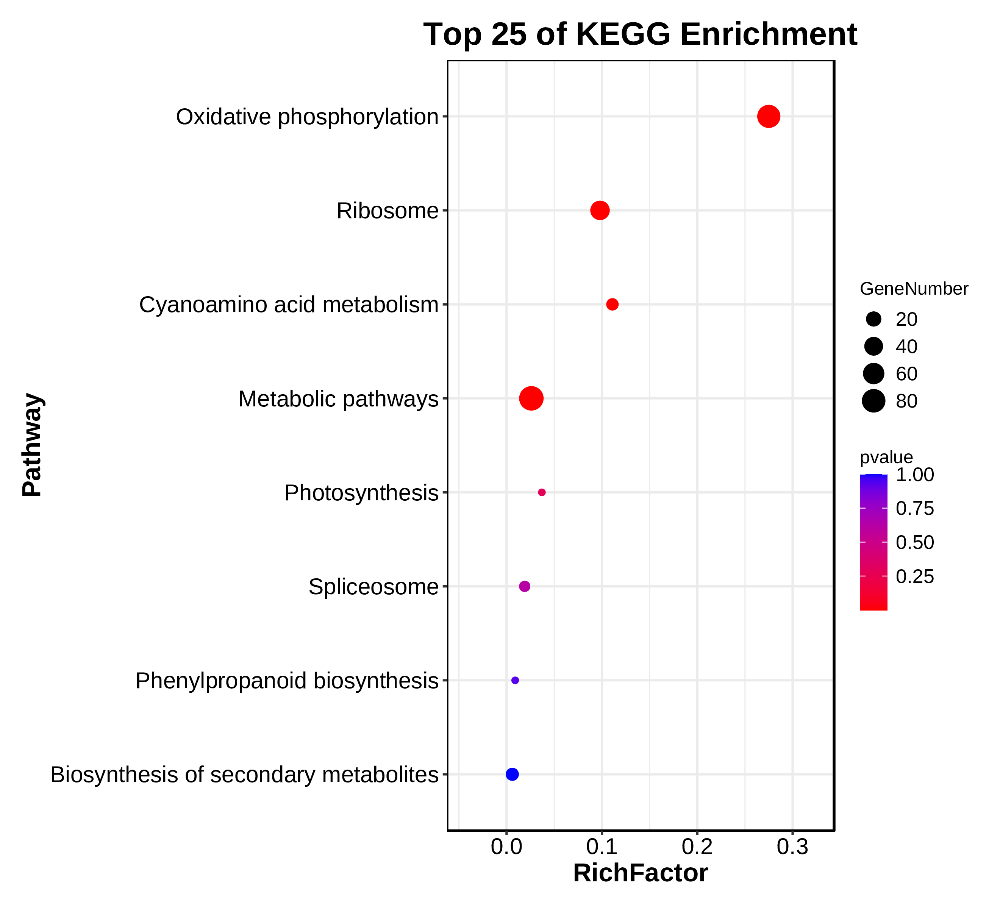 Top 25 of KEGG Enrichment
Pathway
Oxidative phosphorylation
Ribosome
Cyanoamino acid metabolism
Metabolic pathways
Photosynthesis
Spliceosome
Phenylpropanoid biosynthesis
Biosynthesis of secondary metabolites
0.0 0.1 0.2 0.3
RichFactor
GeneNumber
20
40
60
80
pvalue
1.00
0.75
0.50
0.25